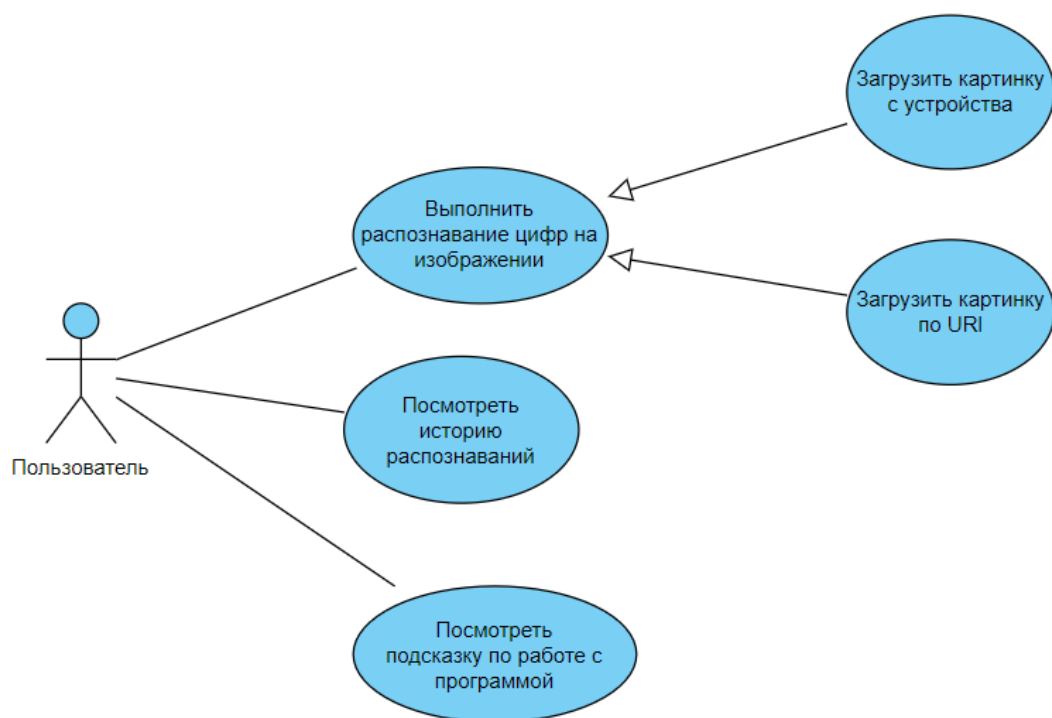 Загрузить картинку
с устройства
Выполнить
распознавание цифр на
изображении
Загрузить картинку
по URI
Посмотреть
историю
распознаваний
Пользователь
Посмотреть
подсказку по работе с
программой